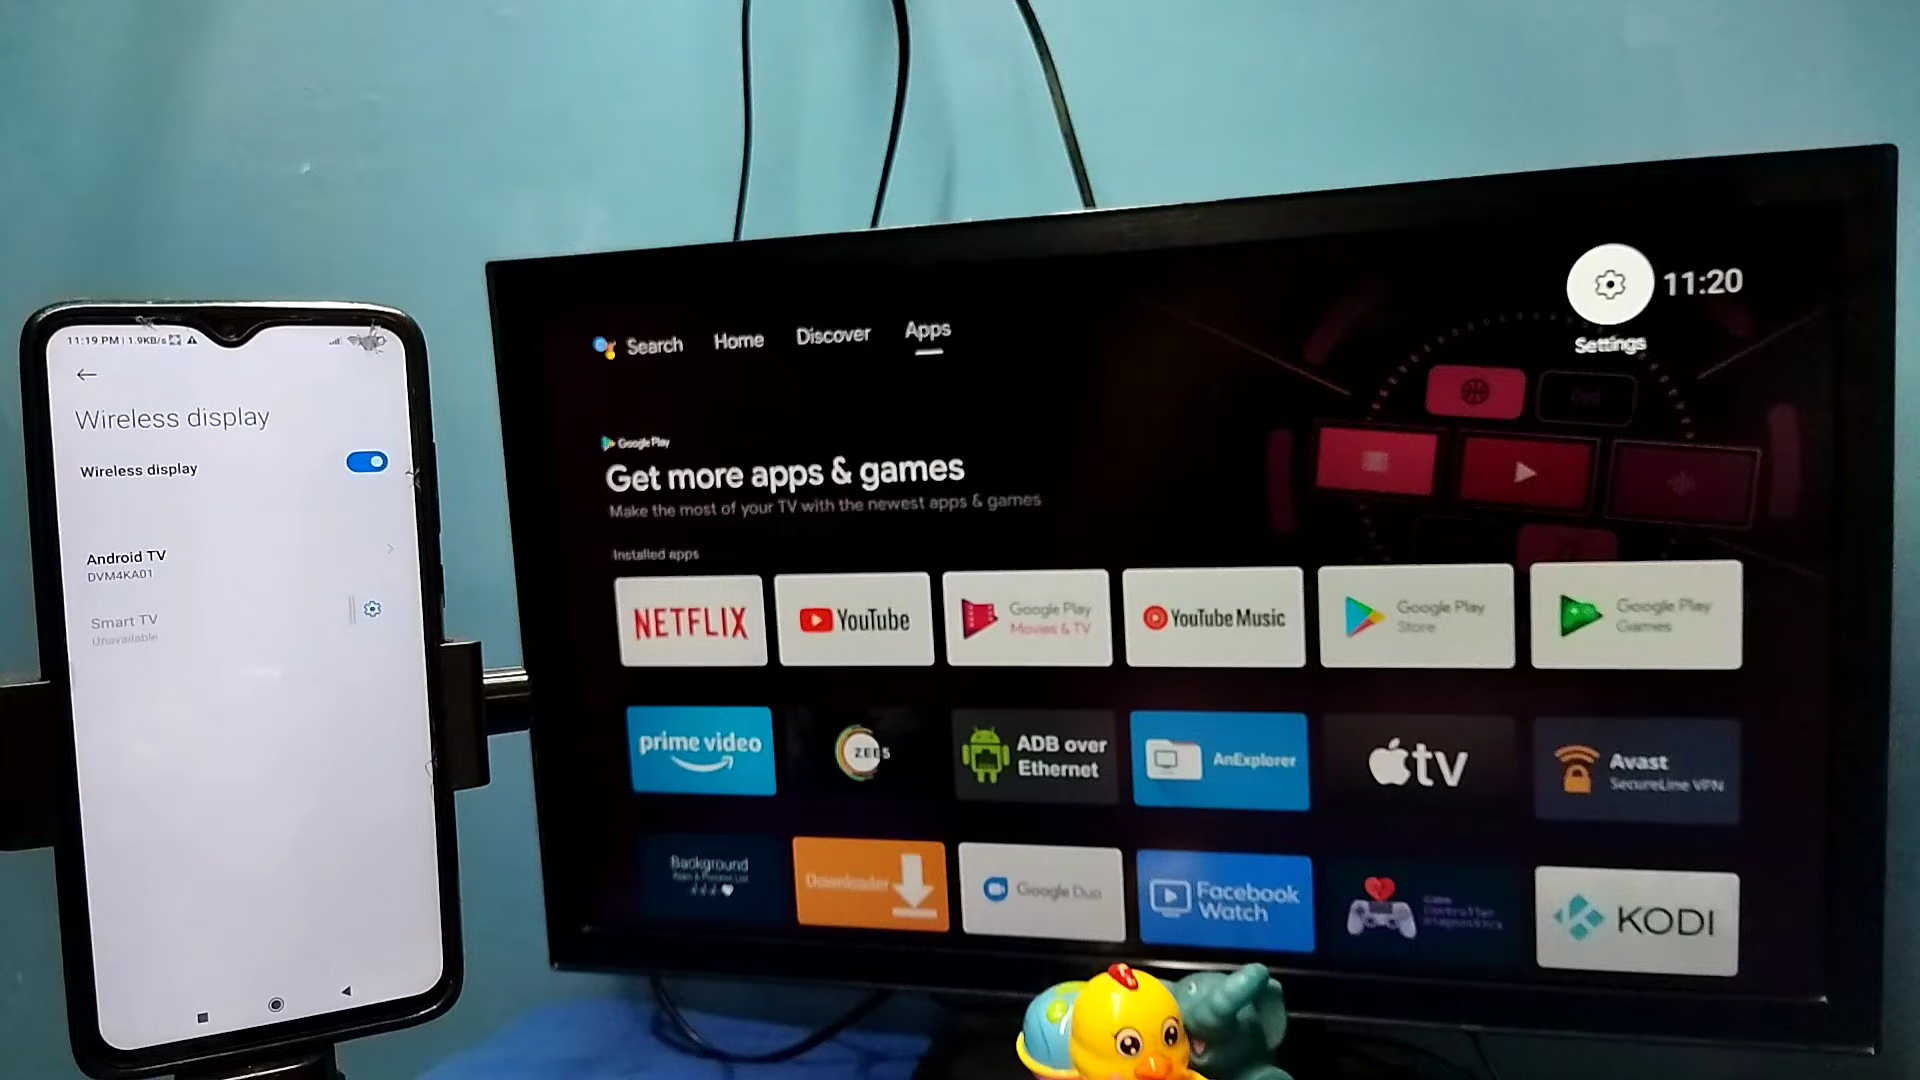 11:19 PM | 1.9KB/s
Wireless display
Wireless display
Android TV
DVM4KA01
Smart TV
Unavailable
Search Home Discover Apps
11:20
Settings
Google Play
Get more apps & games
Make the most of your TV with the newest apps & games
Installed apps
NETFLIX
YouTube
Google Play
Movies & TV
YouTube Music
Google Play
Store
Google Play
Games
prime video
ZEE5
ADB over
Ethernet
AnExplorer
tv
Avast
SecureLine VPN
Background
Downloader
Google Duo
Facebook
Watch
KODI